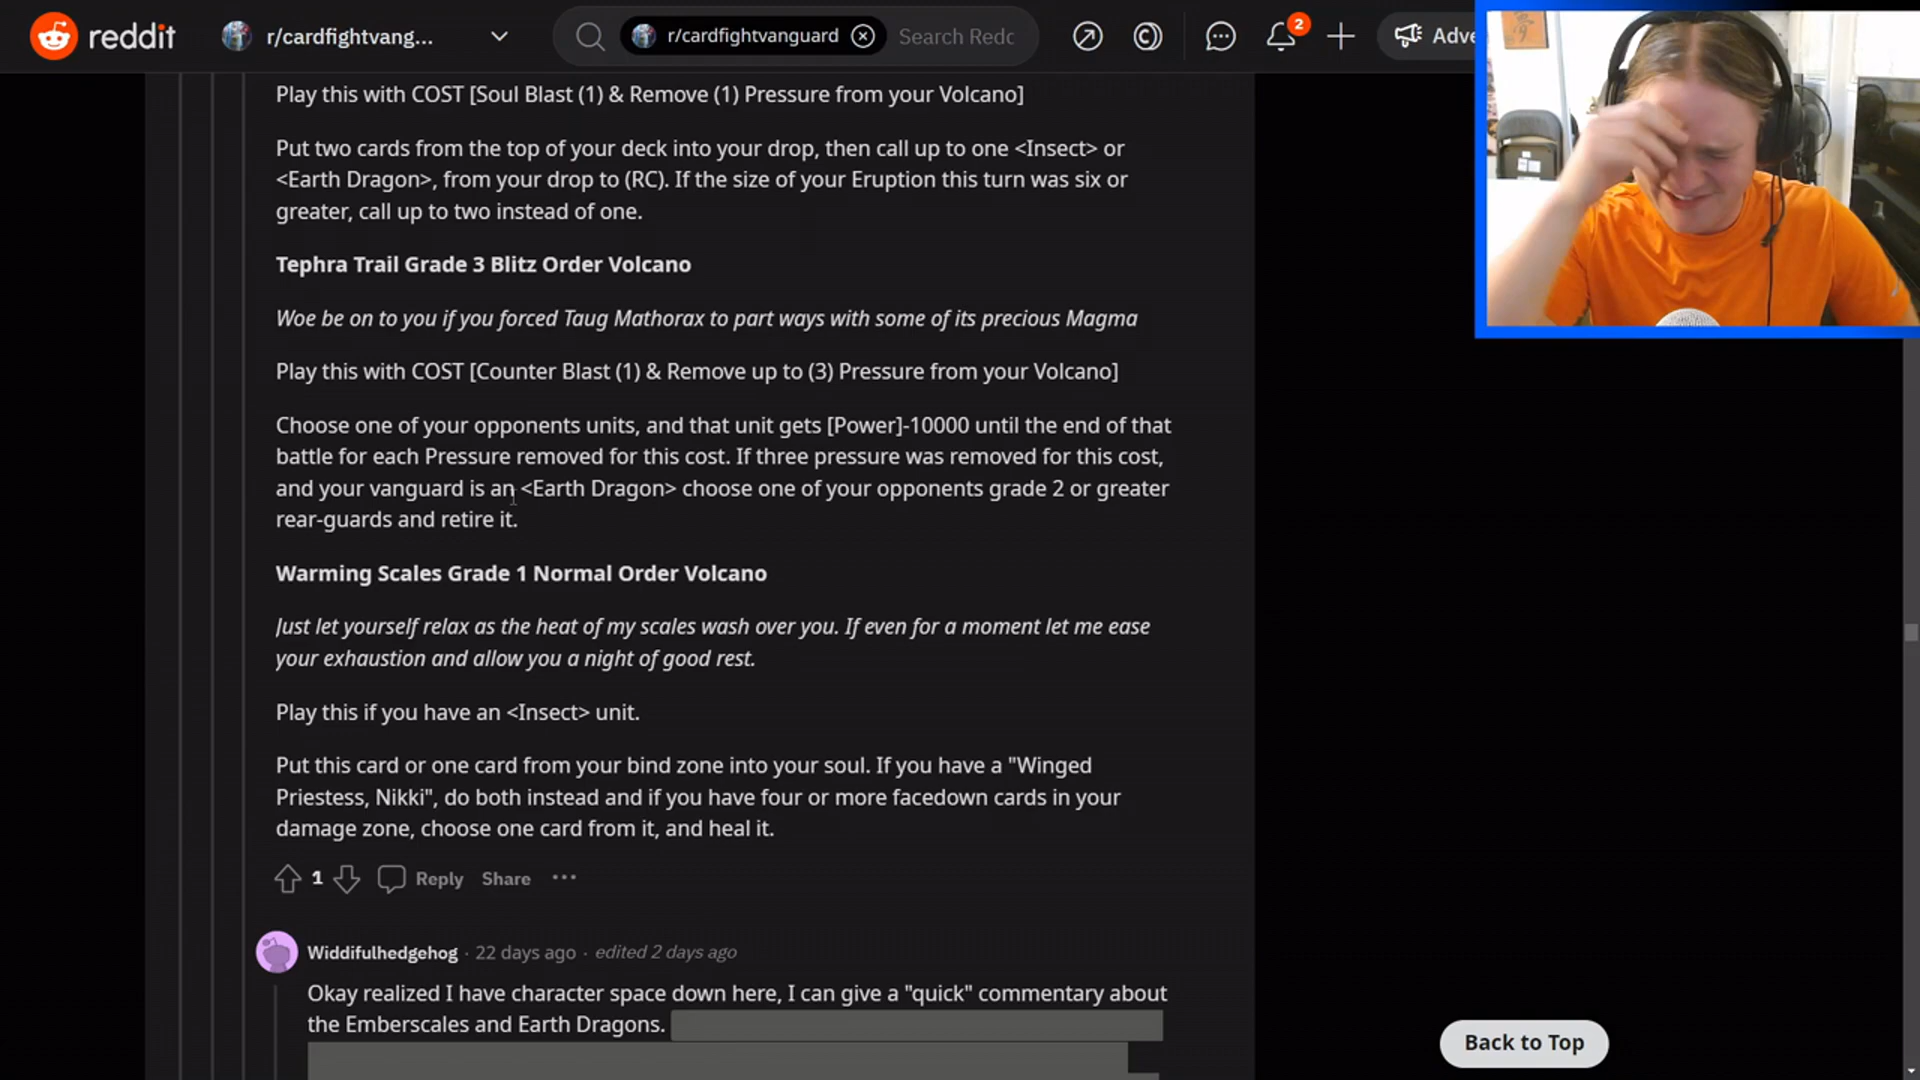 reddit
r/cardfightvang...
r/cardfightvanguard
Search Redc
2
Adve
Play this with COST [Soul Blast (1) & Remove (1) Pressure from your Volcano]
Put two cards from the top of your deck into your drop, then call up to one <Insect> or
<Earth Dragon>, from your drop to (RC). If the size of your Eruption this turn was six or
greater, call up to two instead of one.
Tephra Trail Grade 3 Blitz Order Volcano
Woe be on to you if you forced Taug Mathorax to part ways with some of its precious Magma
Play this with COST [Counter Blast (1) & Remove up to (3) Pressure from your Volcano]
Choose one of your opponents units, and that unit gets [Power]-10000 until the end of that
battle for each Pressure removed for this cost. If three pressure was removed for this cost,
and your vanguard is an <Earth Dragon> choose one of your opponents grade 2 or greater
rear-guards and retire it.
Warming Scales Grade 1 Normal Order Volcano
Just let yourself relax as the heat of my scales wash over you. If even for a moment let me ease
your exhaustion and allow you a night of good rest.
Play this if you have an <Insect> unit.
Put this card or one card from your bind zone into your soul. If you have a "Winged
Priestess, Nikki", do both instead and if you have four or more facedown cards in your
damage zone, choose one card from it, and heal it.
1
Reply
Share
Widdifulhedgehog · 22 days ago · edited 2 days ago
Okay realized I have character space down here, I can give a "quick" commentary about
the Emberscales and Earth Dragons.
Back to Top